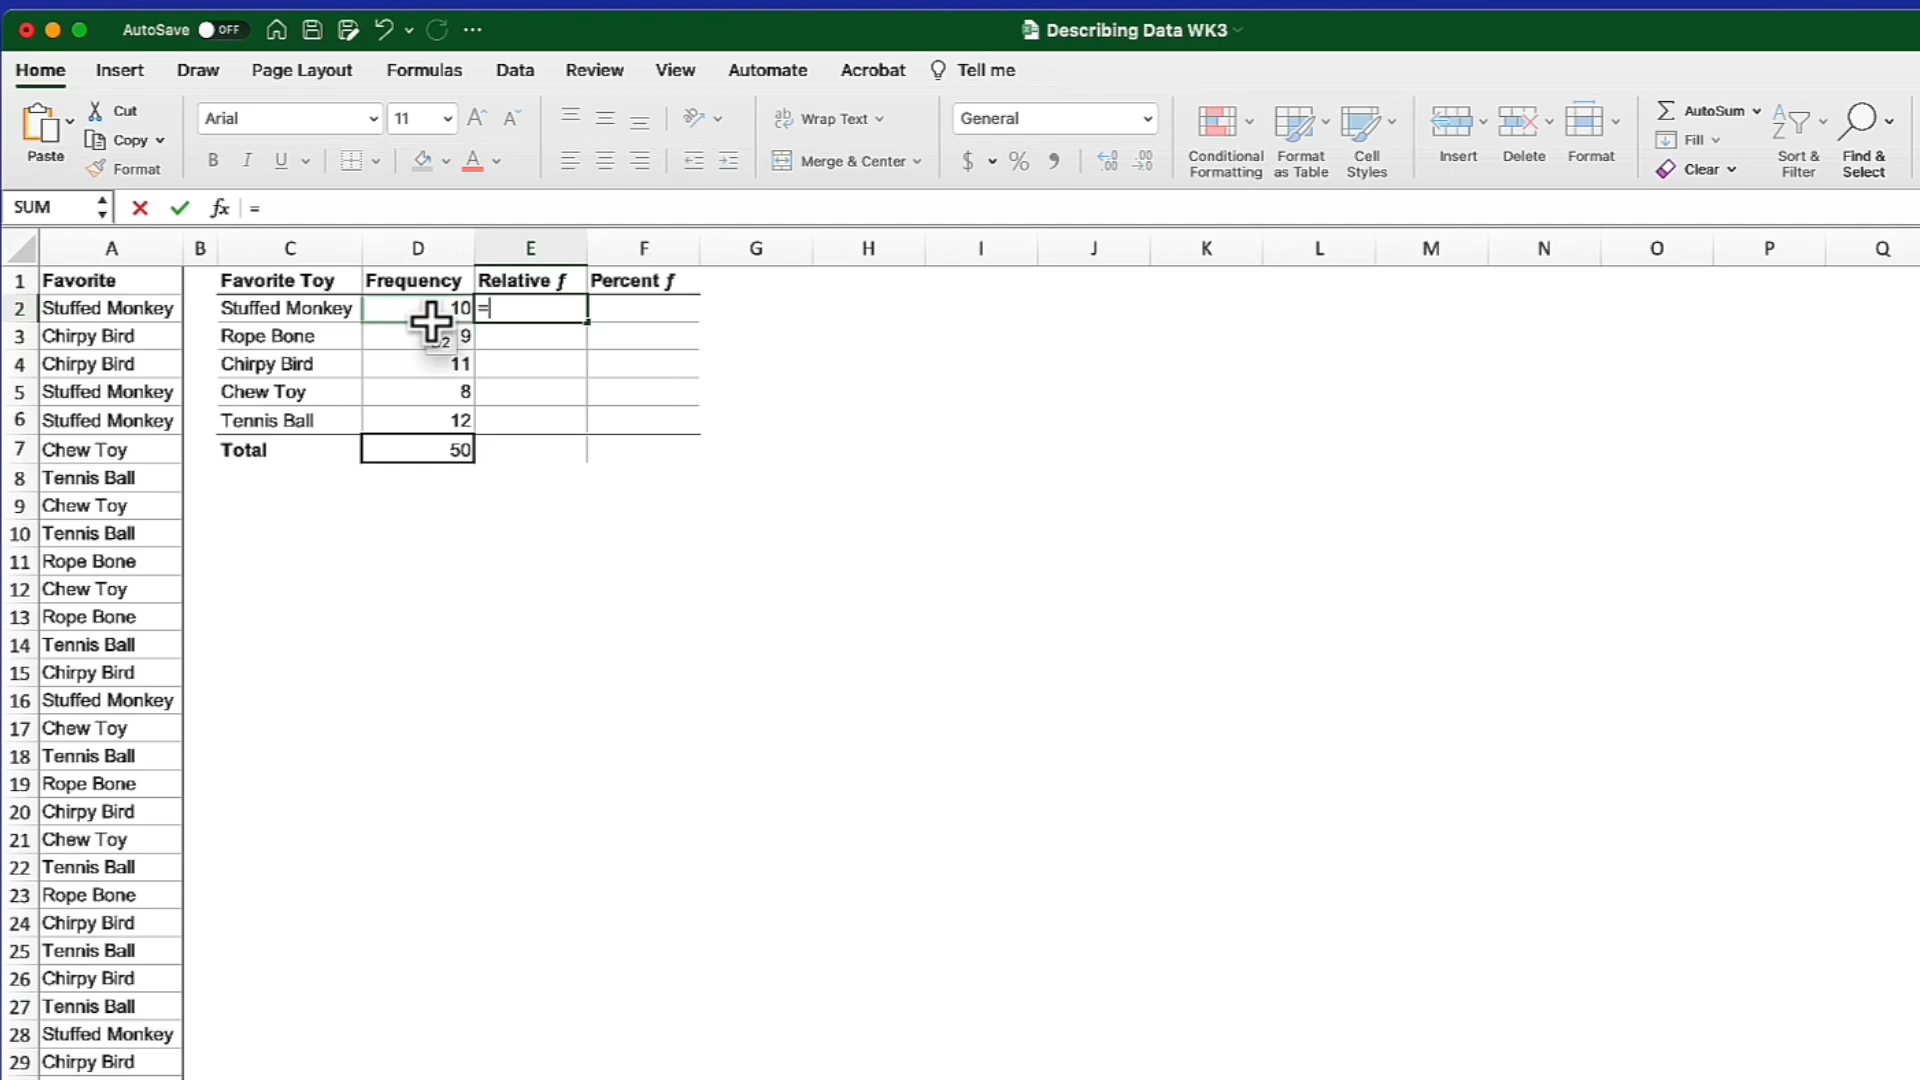 AutoSave OFF Describing Data WK3
Home Insert Draw Page Layout Formulas Data Review View Automate Acrobat Tell me
Paste Cut Copy Format
Arial 11 A^ A
B I U A
ab Wrap Text
Merge & Center
General
$ % .00 .00
Conditional Formatting Format as Table Cell Styles
Insert Delete Format
AutoSum Fill Clear
Sort & Filter Find & Select
SUM fx =
A B C D E F G H I J K L M N O P Q
1 Favorite Favorite Toy Frequency Relative ƒ Percent ƒ
2 Stuffed Monkey Stuffed Monkey 10 =
3 Chirpy Bird Rope Bone 9
4 Chirpy Bird Chirpy Bird 11
5 Stuffed Monkey Chew Toy 8
6 Stuffed Monkey Tennis Ball 12
7 Chew Toy Total 50
8 Tennis Ball
9 Chew Toy
10 Tennis Ball
11 Rope Bone
12 Chew Toy
13 Rope Bone
14 Tennis Ball
15 Chirpy Bird
16 Stuffed Monkey
17 Chew Toy
18 Tennis Ball
19 Rope Bone
20 Chirpy Bird
21 Chew Toy
22 Tennis Ball
23 Rope Bone
24 Chirpy Bird
25 Tennis Ball
26 Chirpy Bird
27 Tennis Ball
28 Stuffed Monkey
29 Chirpy Bird